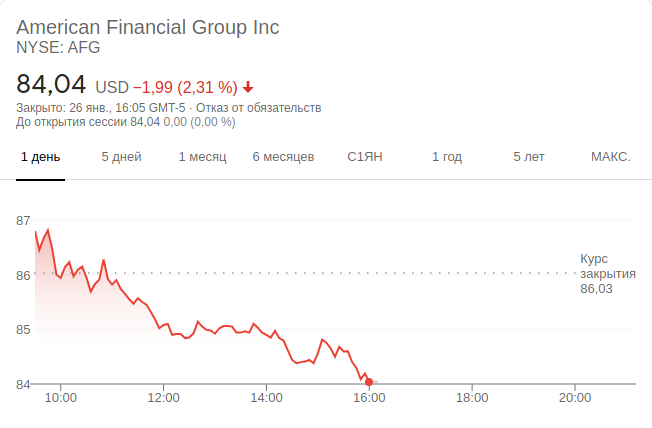 American Financial Group Inc
NYSE: AFG
84,04 USD −1,99 (2,31 %)
Закрыто: 26 янв., 16:05 GMT-5 · Отказ от обязательств
До открытия сессии 84,04 0,00 (0,00 %)
1 день 5 дней 1 месяц 6 месяцев С1ЯН 1 год 5 лет МАКС.
87
86
85
84
Курс
закрытия
86,03
10:00 12:00 14:00 16:00 18:00 20:00